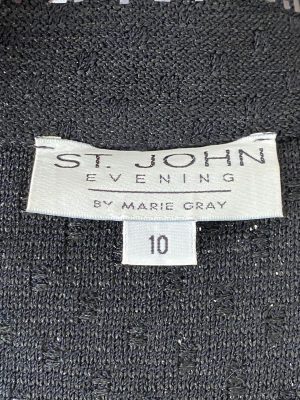 ST. JOHN
EVENING
BY MARIE GRAY
10